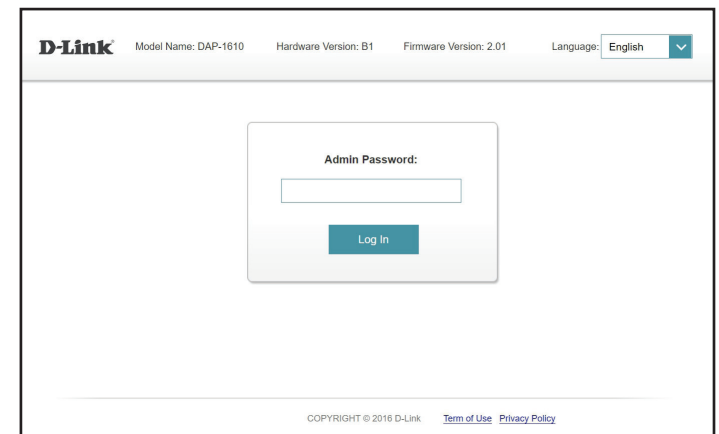 D-Link Model Name: DAP-1610 Hardware Version: B1 Firmware Version: 2.01 Language: English
Admin Password:
Log In
COPYRIGHT © 2016 D-Link Term of Use Privacy Policy